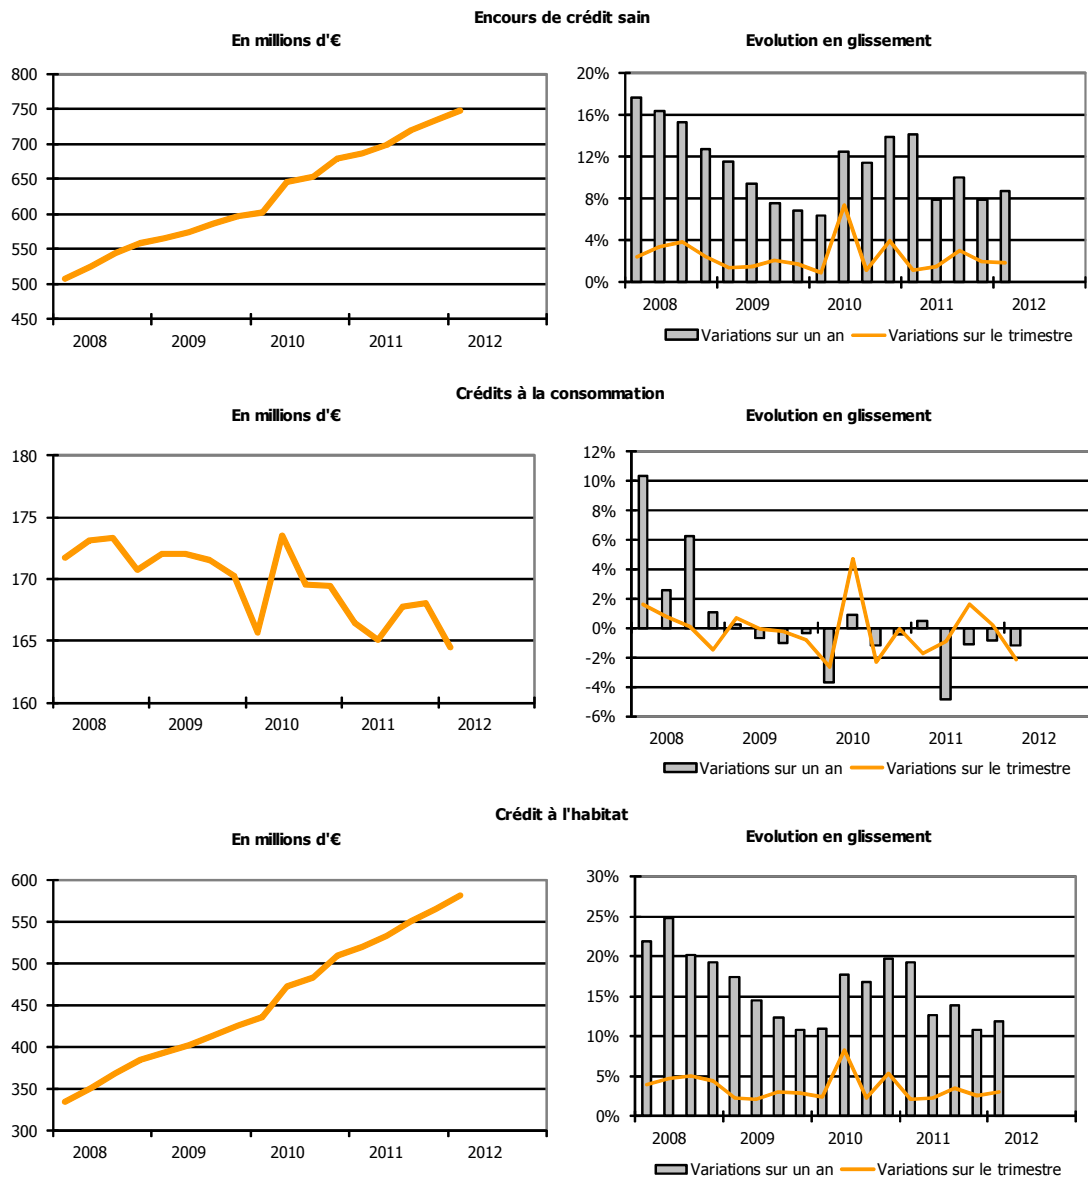 Encours de crédit sain
En millions d'€
Evolution en glissement
800
750
700
650
600
550
500
450
2008 2009 2010 2011 2012
20%
16%
12%
8%
4%
0%
2008 2009 2010 2011 2012
Variations sur un an Variations sur le trimestre
Crédits à la consommation
En millions d'€
Evolution en glissement
180
175
170
165
160
2008 2009 2010 2011 2012
12%
10%
8%
6%
4%
2%
0%
-2%
-4%
-6%
2008 2009 2010 2011 2012
Variations sur un an Variations sur le trimestre
Crédit à l'habitat
En millions d'€
Evolution en glissement
600
550
500
450
400
350
300
2008 2009 2010 2011 2012
30%
25%
20%
15%
10%
5%
0%
2008 2009 2010 2011 2012
Variations sur un an Variations sur le trimestre